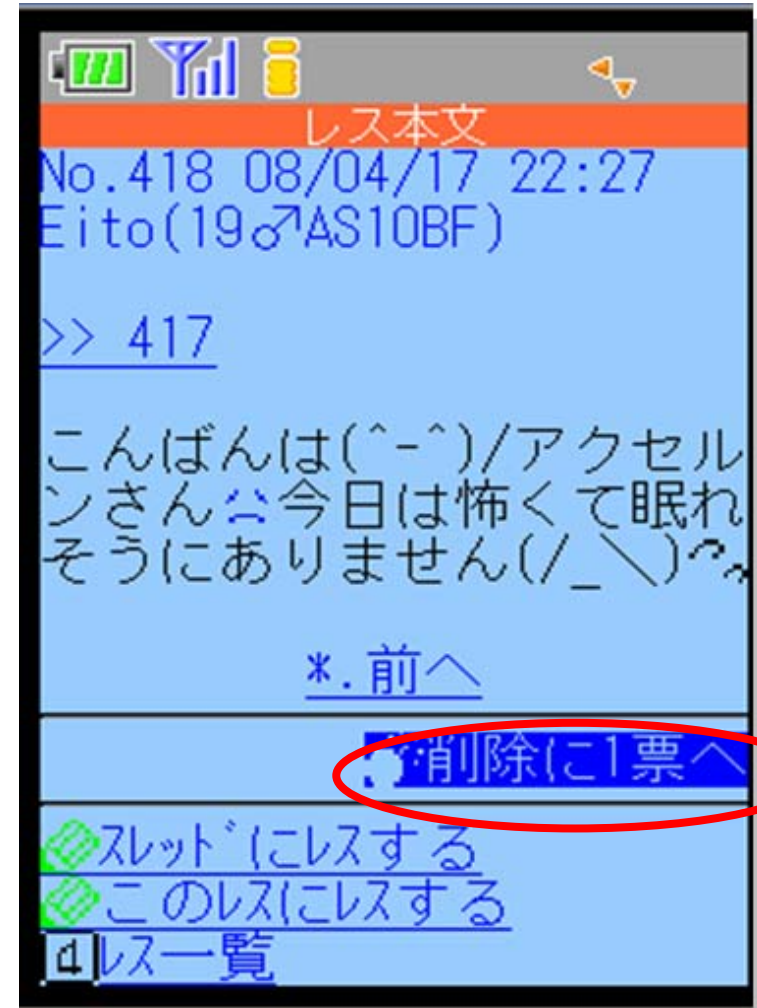 レス本文
No.418 08/04/17 22:27
Eito(19♂AS10BF)
>> 417
こんばんは(^-^)/アクセル
ンさん 今日は怖くて眠れ
そうにありません(/_＼)
*.前へ
削除に1票へ
ｽﾚｯﾄﾞにﾚｽする
このﾚｽにﾚｽする
4 ﾚｽ一覧